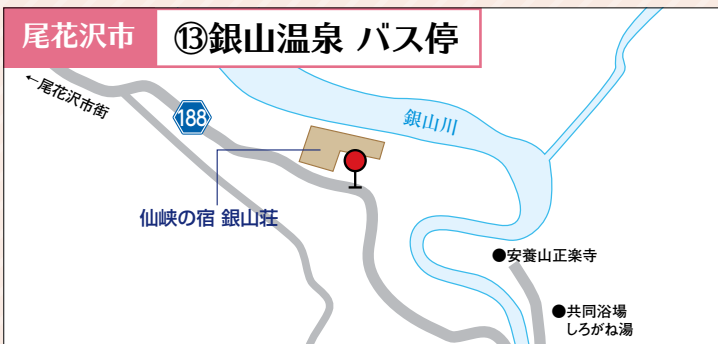 尾花沢市
⑬銀山温泉 バス停
←尾花沢市街
188
銀山川
仙峡の宿 銀山荘
●安養山正楽寺
●共同浴場
しろがね湯